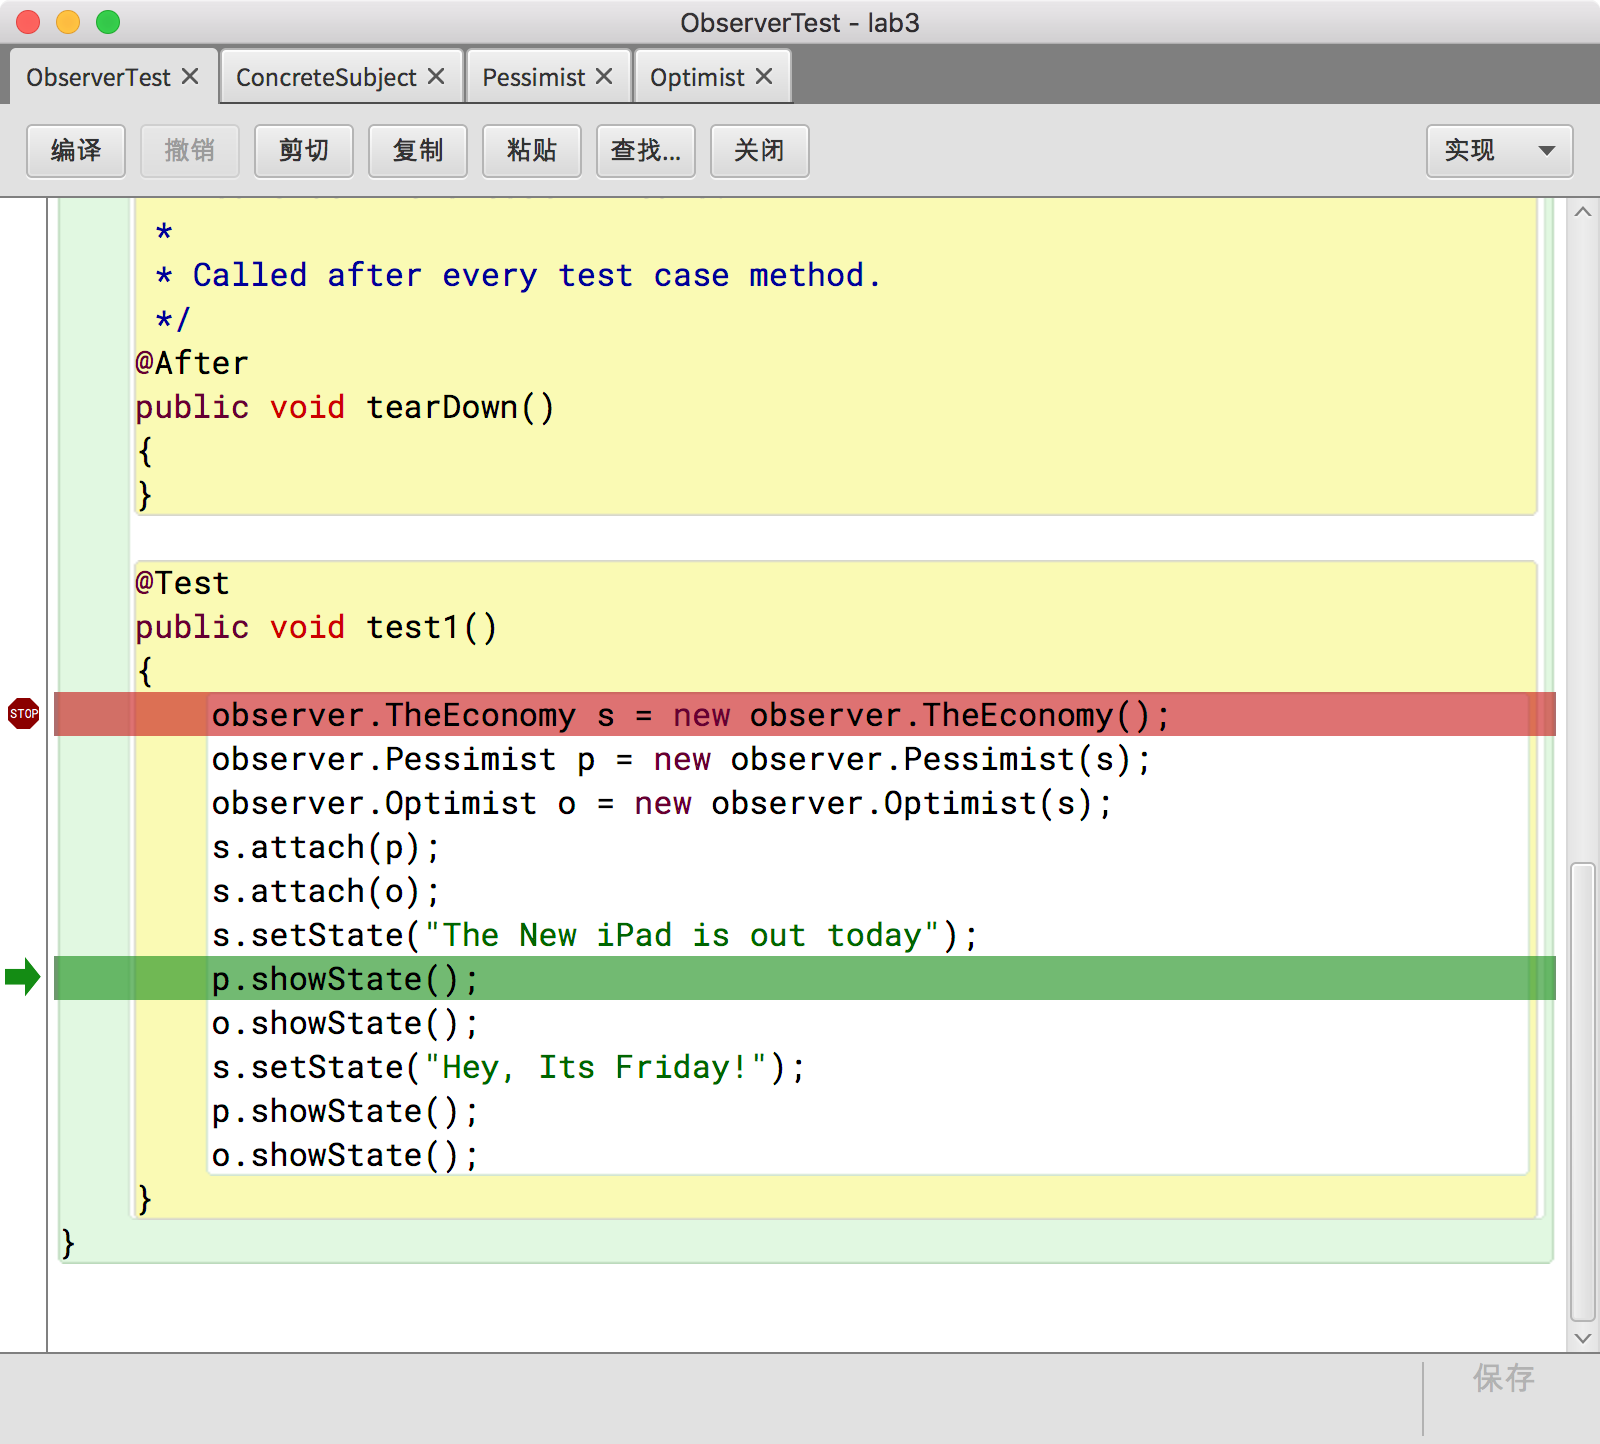 ObserverTest - lab3
ObserverTest ConcreteSubject Pessimist Optimist
编译 撤销 剪切 复制 粘贴 查找... 关闭 实现
*
* Called after every test case method.
*/
@After
public void tearDown()
{
}
@Test
public void test1()
{
STOP observer.TheEconomy s = new observer.TheEconomy();
observer.Pessimist p = new observer.Pessimist(s);
observer.Optimist o = new observer.Optimist(s);
s.attach(p);
s.attach(o);
s.setState("The New iPad is out today");
p.showState();
o.showState();
s.setState("Hey, Its Friday!");
p.showState();
o.showState();
}
}
保存